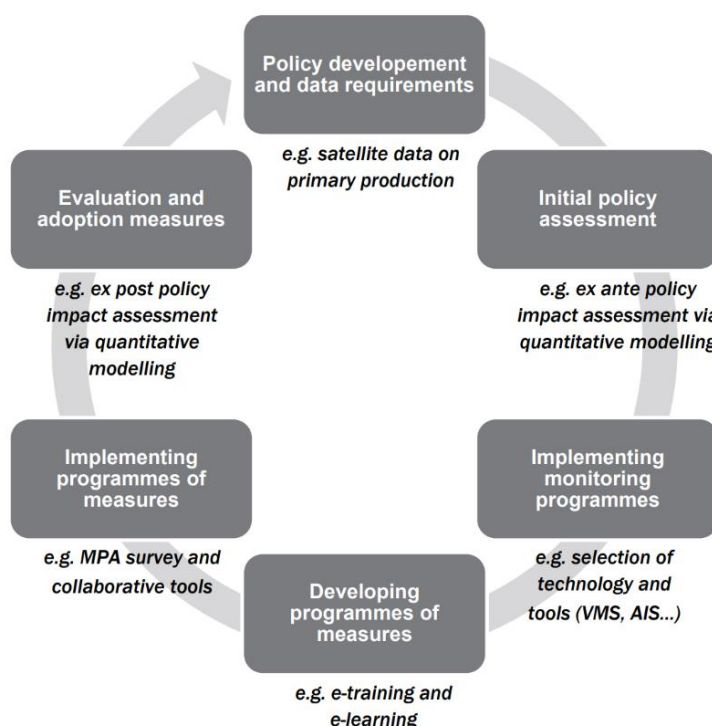 Policy developement
and data requirements
e.g. satellite data on
primary production
Initial policy
assessment
e.g. ex ante policy
impact assessment via
quantitative modelling
Implementing
monitoring
programmes
e.g. selection of
technology and
tools (VMS, AIS...)
Developing
programmes of
measures
e.g. e-training and
e-learning
Implementing
programmes of
measures
e.g. MPA survey and
collaborative tools
Evaluation and
adoption measures
e.g. ex post policy
impact assessment
via quantitative
modelling